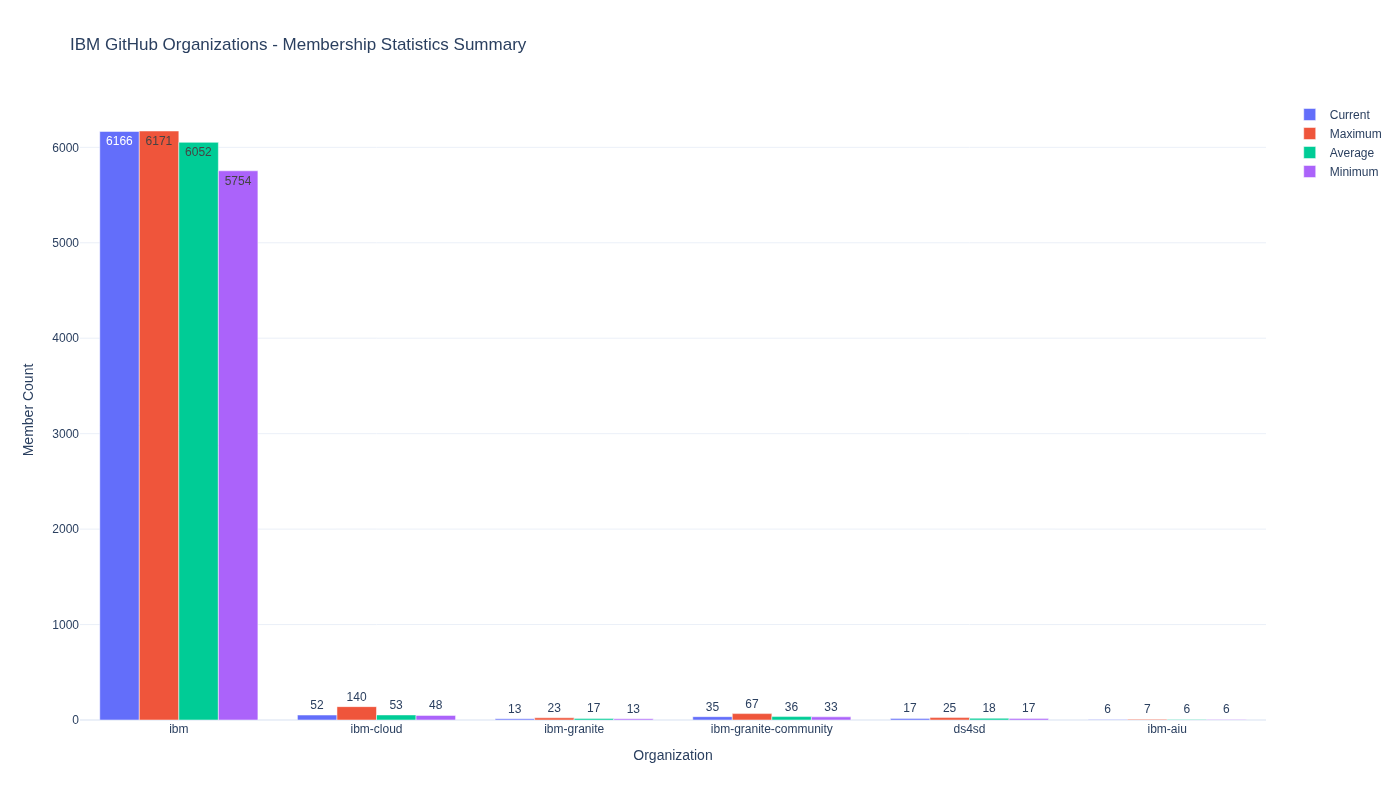 IBM GitHub Organizations - Membership Statistics Summary
Current
Maximum
Average
Minimum
Member Count
6000
5000
4000
3000
2000
1000
0
6166 6171 6052 5754
52 140 53 48
13 23 17 13
35 67 36 33
17 25 18 17
6 7 6 6
ibm ibm-cloud ibm-granite ibm-granite-community ds4sd ibm-aiu
Organization